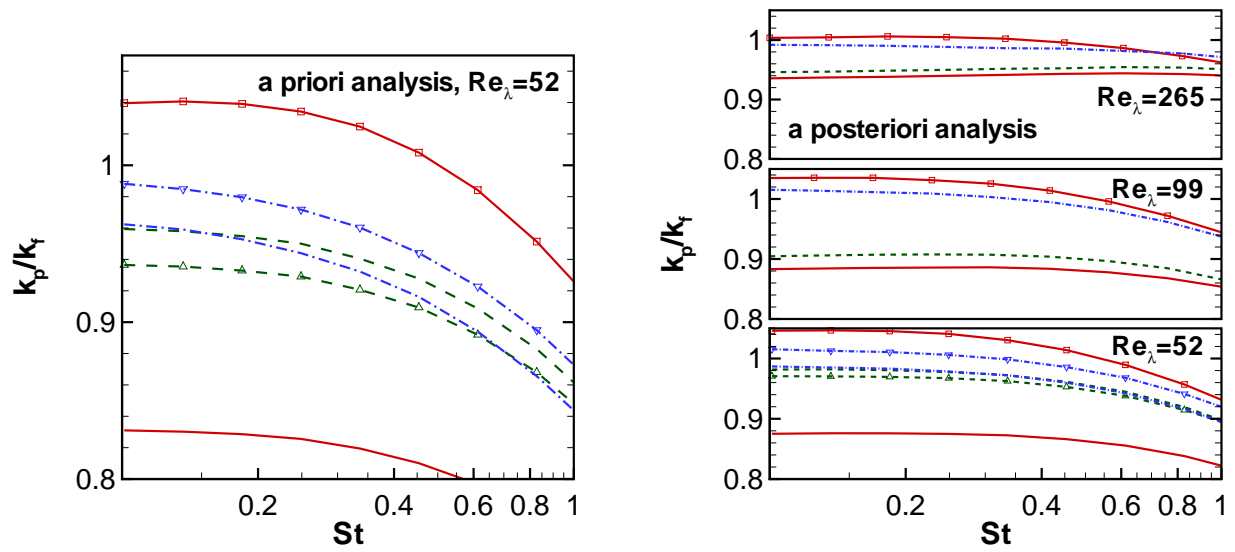 a priori analysis, Reλ=52
1
0.9
0.8
kp/kf
0.2 0.4 0.6 0.8 1
St
1
0.9
0.8
Reλ=265
a posteriori analysis
1
0.9
0.8
Reλ=99
kp/kf
1
0.9
0.8
Reλ=52
0.2 0.4 0.6 0.8 1
St